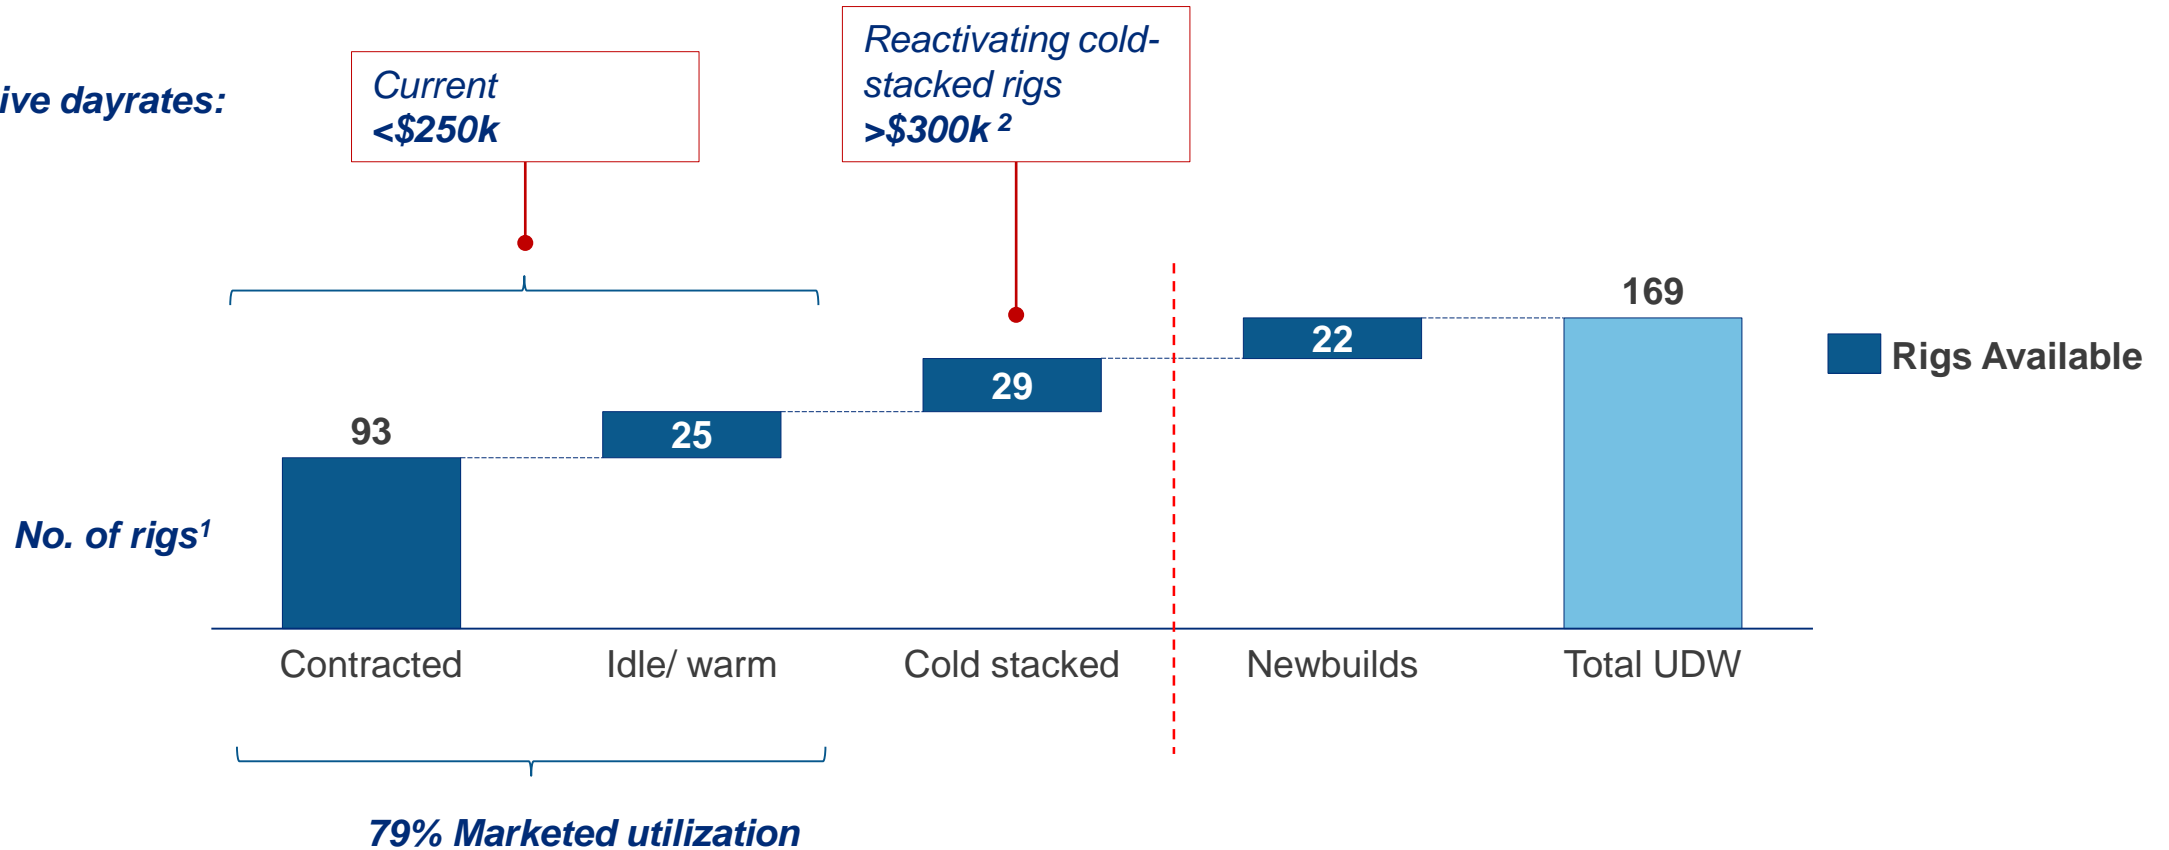 ive dayrates:
Current
<$250k
Reactivating cold-
stacked rigs
>$300k ²
169
22
Rigs Available
29
93
25
No. of rigs¹
Contracted
Idle/ warm
Cold stacked
Newbuilds
Total UDW
79% Marketed utilization